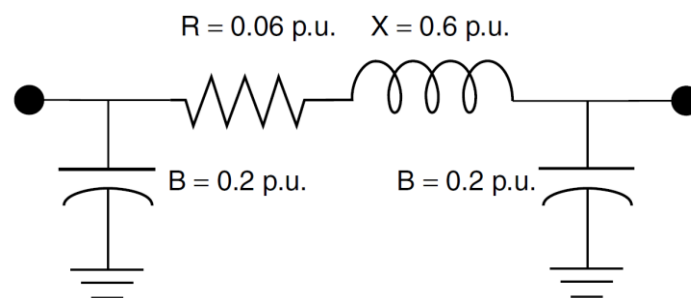 R = 0.06 p.u. X = 0.6 p.u.
B = 0.2 p.u. B = 0.2 p.u.